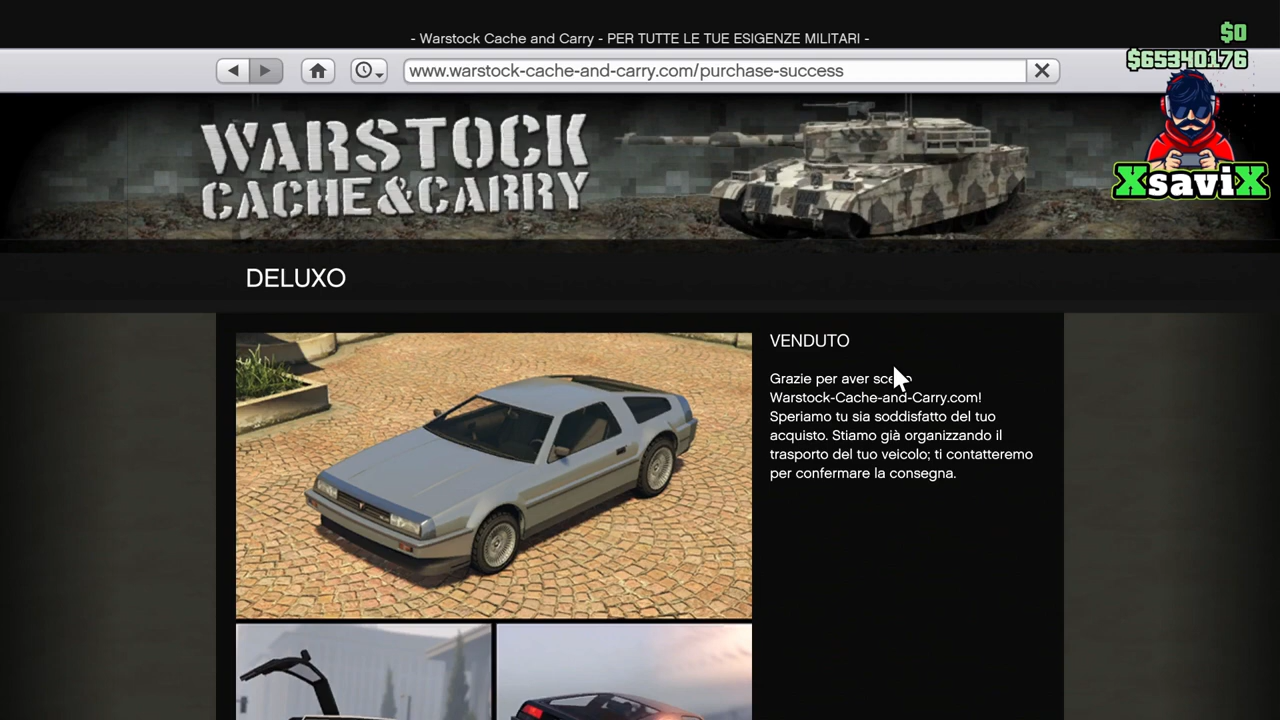 - Warstock Cache and Carry - PER TUTTE LE TUE ESIGENZE MILITARI -
$0
$65340176
www.warstock-cache-and-carry.com/purchase-success
WARSTOCK
CACHE&CARRY
XsaviX
DELUXO
VENDUTO
Grazie per aver
Warstock-Cache-and-Carry.com!
Speriamo tu sia soddisfatto del tuo
acquisto. Stiamo già organizzando il
trasporto del tuo veicolo; ti contatteremo
per confermare la consegna.